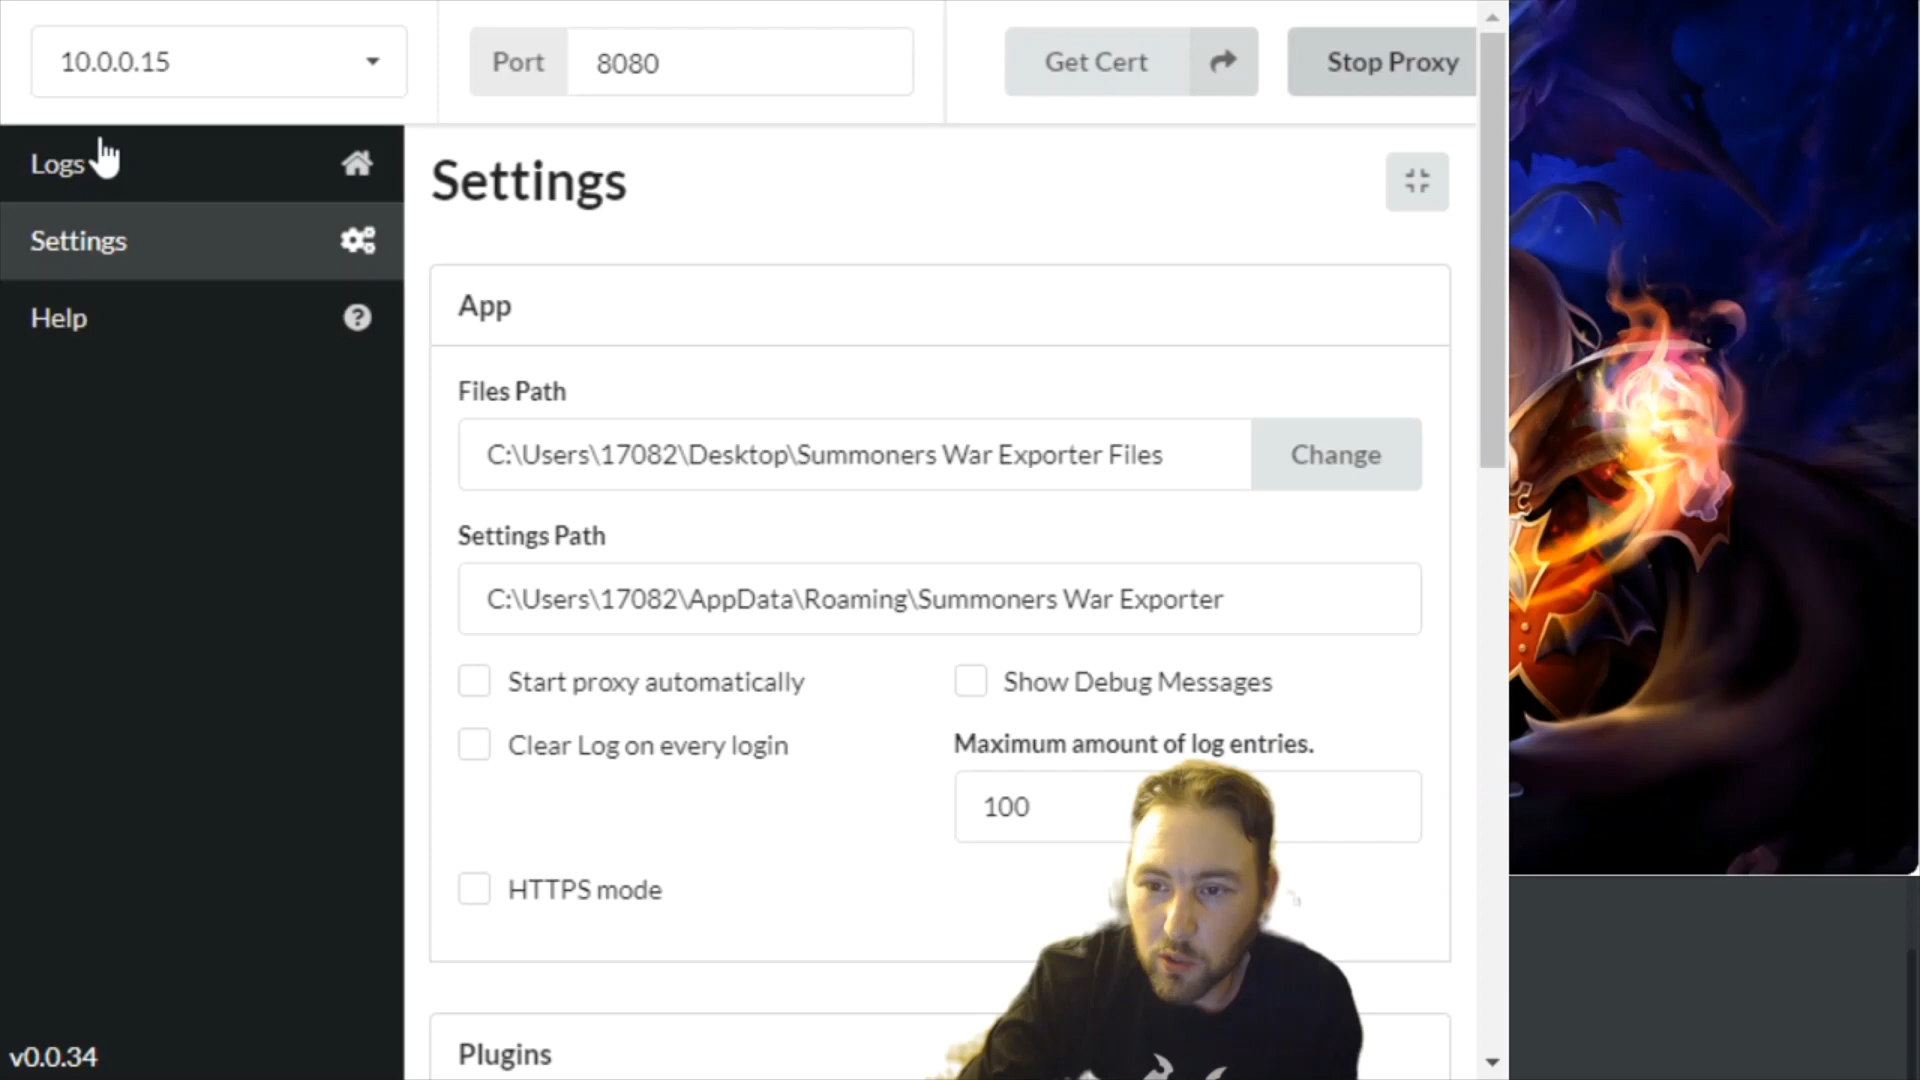 10.0.0.15
Port
8080
Get Cert
Stop Proxy
Logs
Settings
Help
v0.0.34
Settings
App
Files Path
C:\Users\17082\Desktop\Summoners War Exporter Files
Change
Settings Path
C:\Users\17082\AppData\Roaming\Summoners War Exporter
Start proxy automatically
Show Debug Messages
Clear Log on every login
Maximum amount of log entries.
100
HTTPS mode
Plugins